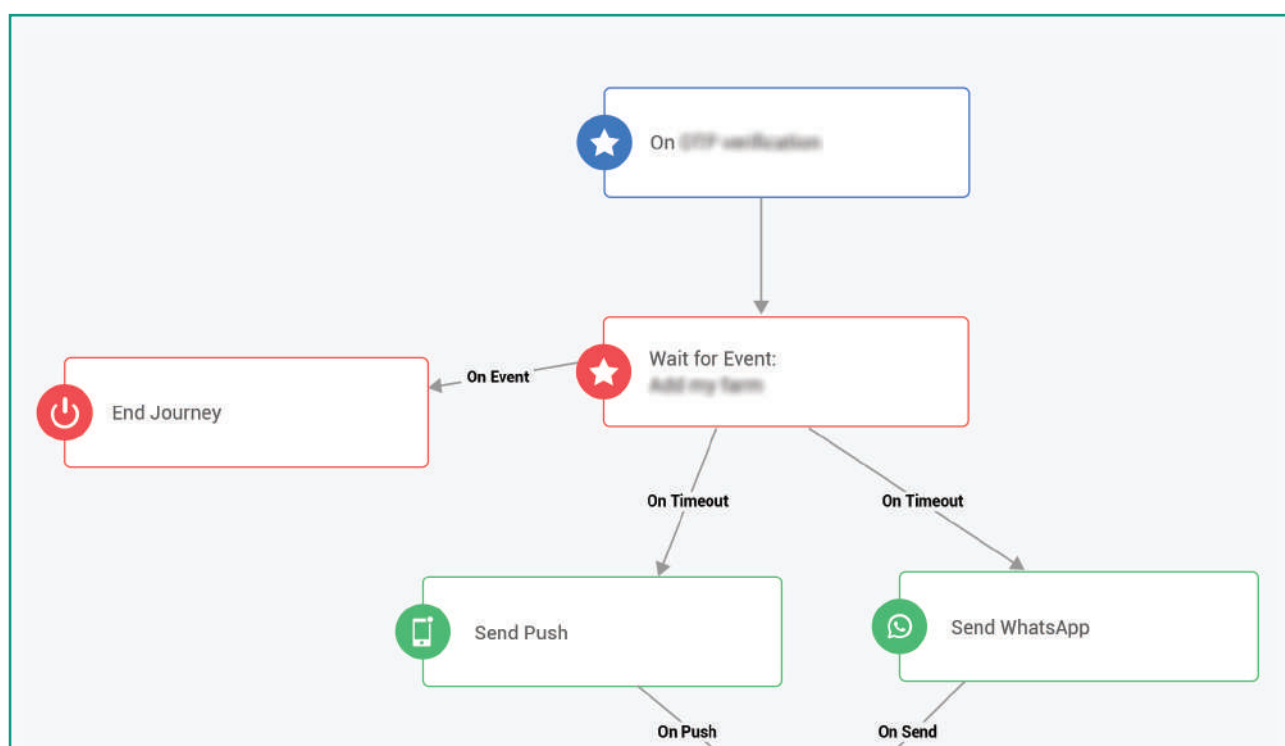 On
Wait for Event:
On Event
End Journey
On Timeout
On Timeout
Send Push
Send WhatsApp
On Push
On Send